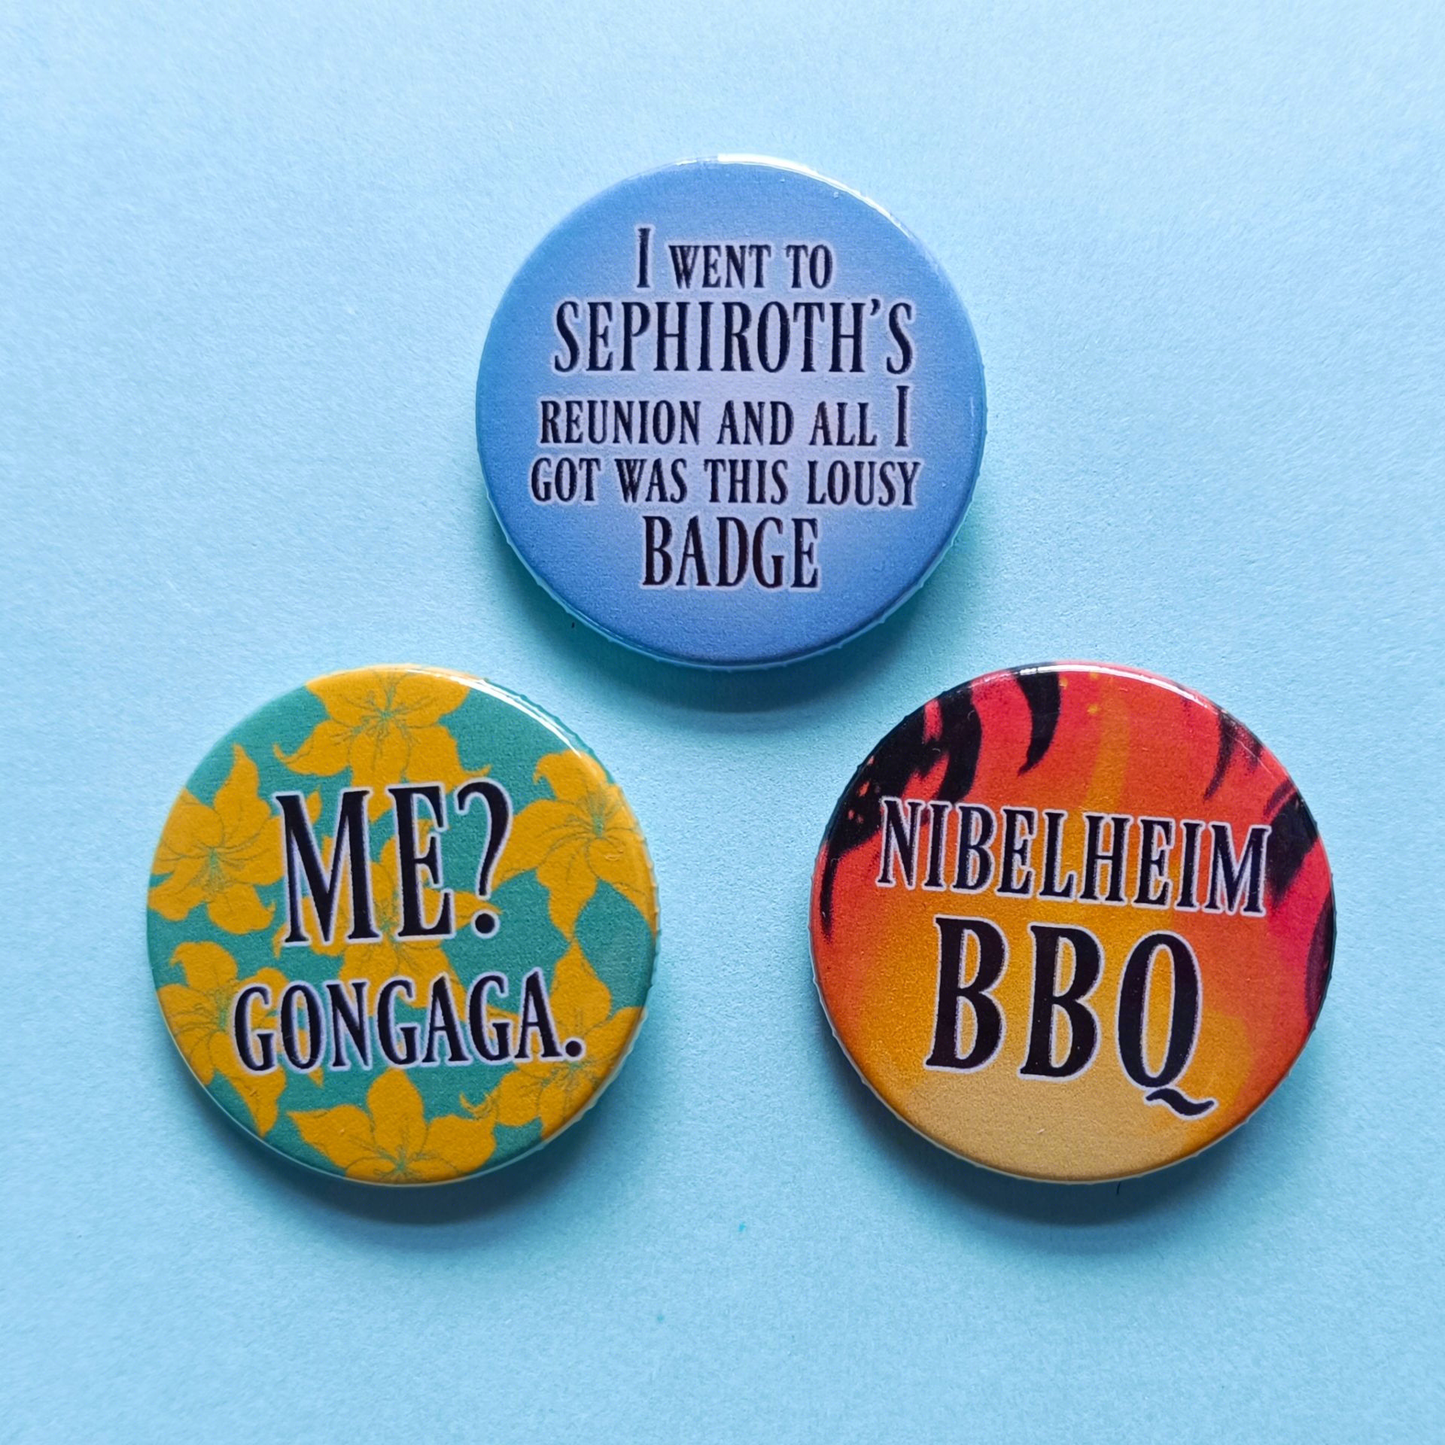 I WENT TO
SEPHIROTH'S
REUNION AND ALL I
GOT WAS THIS LOUSY
BADGE
ME?
GONGAGA.
NIBELHEIM
BBQ